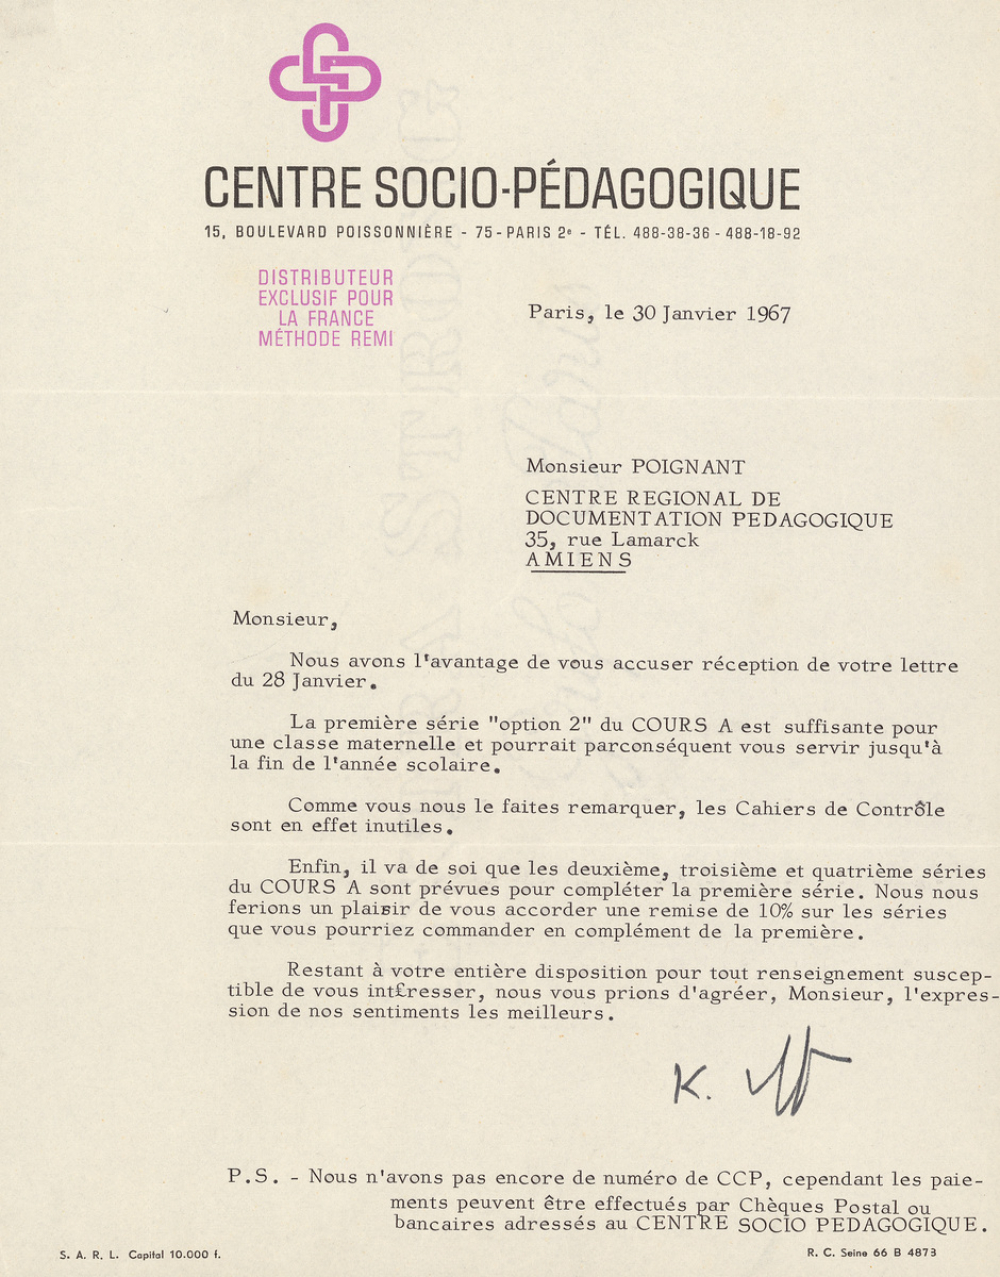 CENTRE SOCIO-PÉDAGOGIQUE
15, BOULEVARD POISSONNIÈRE - 75-PARIS 2e - TÉL. 488-38-36 - 488-18-92
DISTRIBUTEUR
EXCLUSIF POUR
LA FRANCE
MÉTHODE REMI
Paris, le 30 Janvier 1967
Monsieur POIGNANT
CENTRE REGIONAL DE
DOCUMENTATION PEDAGOGIQUE
35, rue Lamarck
AMIENS
Monsieur,
Nous avons l'avantage de vous accuser réception de votre lettre
du 28 Janvier.
La première série "option 2" du COURS A est suffisante pour
une classe maternelle et pourrait parconséquent vous servir jusqu'à
la fin de l'année scolaire.
Comme vous nous le faites remarquer, les Cahiers de Contrôle
sont en effet inutiles.
Enfin, il va de soi que les deuxième, troisième et quatrième séries
du COURS A sont prévues pour compléter la première série. Nous nous
ferions un plaisir de vous accorder une remise de 10% sur les séries
que vous pourriez commander en complément de la première.
Restant à votre entière disposition pour tout renseignement suscep-
tible de vous int£resser, nous vous prions d'agréer, Monsieur, l'expres-
sion de nos sentiments les meilleurs.
K.
P.S. - Nous n'avons pas encore de numéro de CCP, cependant les paie-
ments peuvent être effectués par Chèques Postal ou
bancaires adressés au CENTRE SOCIO PEDAGOGIQUE.
S. A. R. L. Capital 10.000 f.
R. C. Seine 66 B 4873